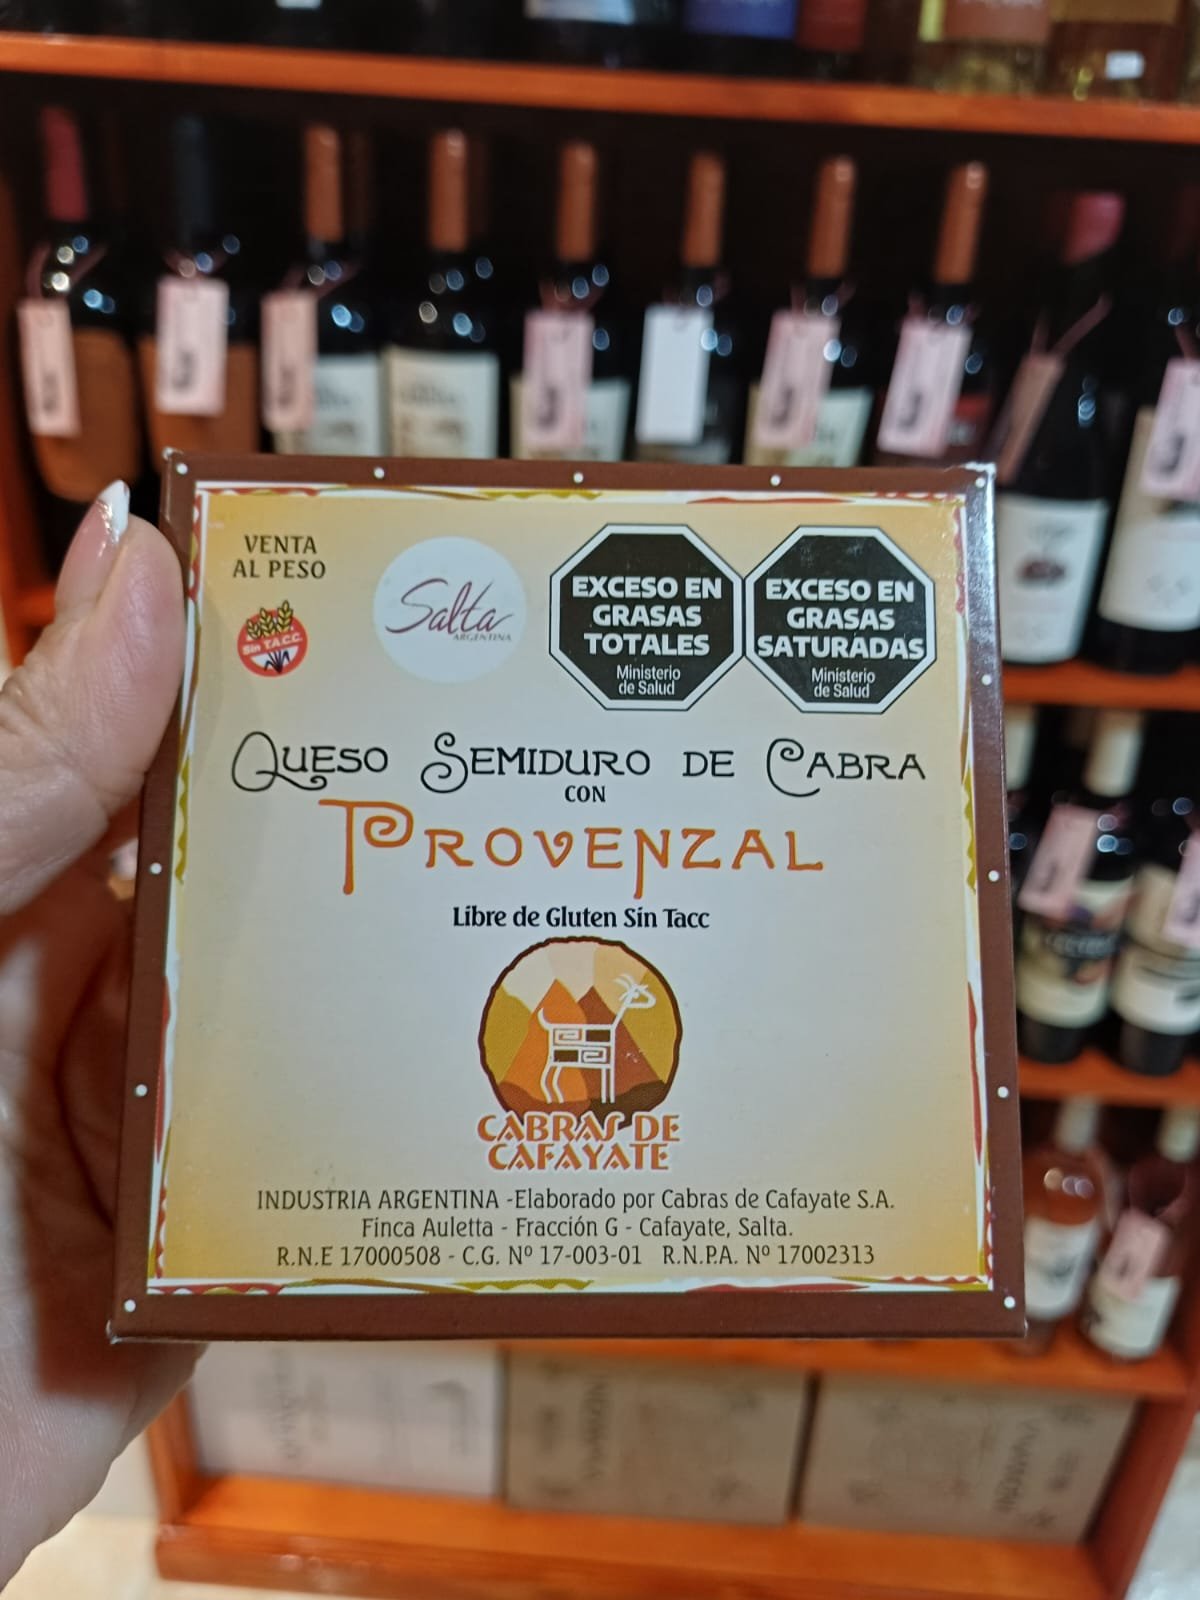 VENTA
AL PESO
Sin T.A.C.C.
Salta
ARGENTINA
EXCESO EN
GRASAS
TOTALES
Ministerio
de Salud
EXCESO EN
GRASAS
SATURADAS
Ministerio
de Salud
QUESO SEMIDURO DE CABRA
CON
PROVENZAL
Libre de Gluten Sin Tacc
CABRAS DE
CAFAYATE
INDUSTRIA ARGENTINA -Elaborado por Cabras de Cafayate S.A.
Finca Auletta - Fracción G - Cafayate, Salta.
R.N.E 17000508 - C.G. Nº 17-003-01 R.N.P.A. Nº 17002313